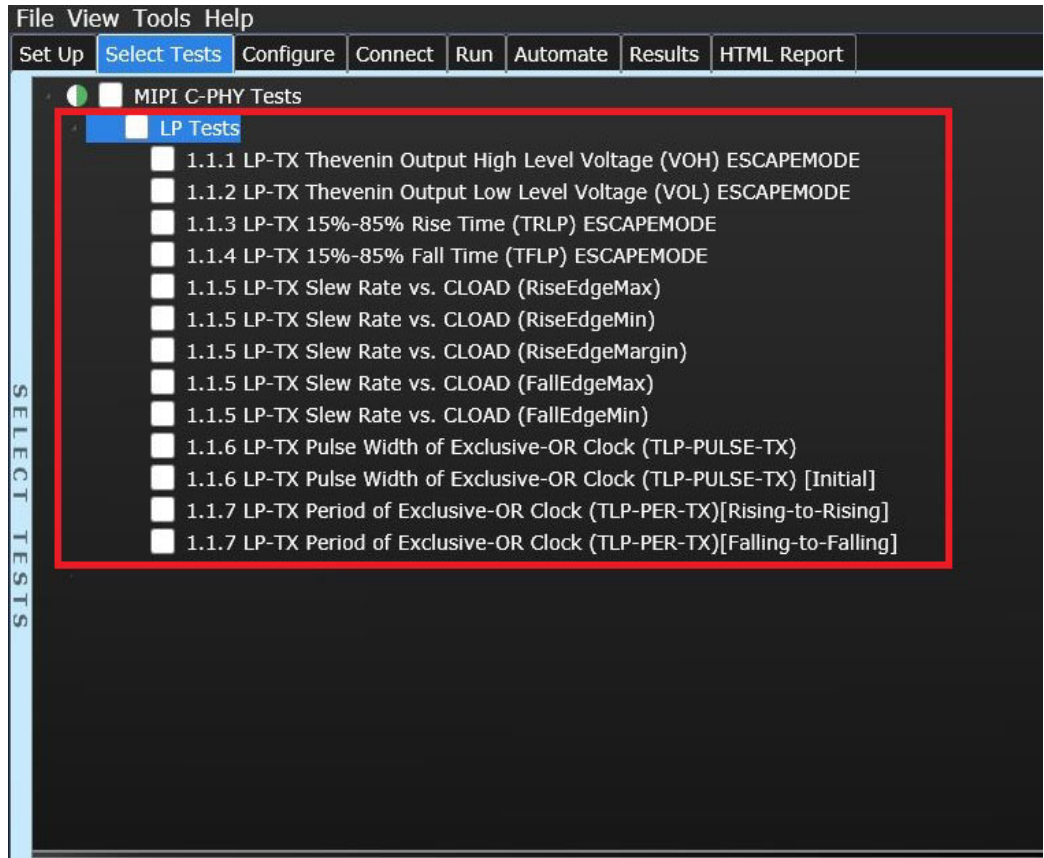 File View Tools Help
Set Up Select Tests Configure Connect Run Automate Results HTML Report
MIPI C-PHY Tests
LP Tests
1.1.1 LP-TX Thevenin Output High Level Voltage (VOH) ESCAPEMODE
1.1.2 LP-TX Thevenin Output Low Level Voltage (VOL) ESCAPEMODE
1.1.3 LP-TX 15%-85% Rise Time (TRLP) ESCAPEMODE
1.1.4 LP-TX 15%-85% Fall Time (TFLP) ESCAPEMODE
1.1.5 LP-TX Slew Rate vs. CLOAD (RiseEdgeMax)
1.1.5 LP-TX Slew Rate vs. CLOAD (RiseEdgeMin)
1.1.5 LP-TX Slew Rate vs. CLOAD (RiseEdgeMargin)
1.1.5 LP-TX Slew Rate vs. CLOAD (FallEdgeMax)
1.1.5 LP-TX Slew Rate vs. CLOAD (FallEdgeMin)
1.1.6 LP-TX Pulse Width of Exclusive-OR Clock (TLP-PULSE-TX)
1.1.6 LP-TX Pulse Width of Exclusive-OR Clock (TLP-PULSE-TX) [Initial]
1.1.7 LP-TX Period of Exclusive-OR Clock (TLP-PER-TX)[Rising-to-Rising]
1.1.7 LP-TX Period of Exclusive-OR Clock (TLP-PER-TX)[Falling-to-Falling]
SELECT TESTS